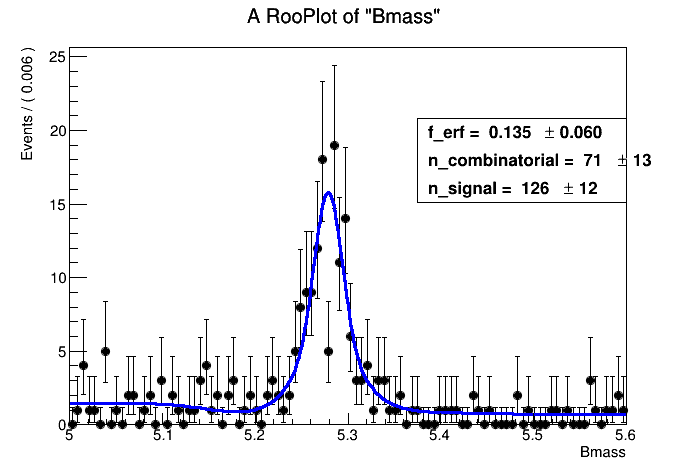 A RooPlot of "Bmass"
Events / ( 0.006 )
25
20
15
10
5
0
f_erf = 0.135 ± 0.060
n_combinatorial = 71 ± 13
n_signal = 126 ± 12
5 5.1 5.2 5.3 5.4 5.5 5.6
Bmass